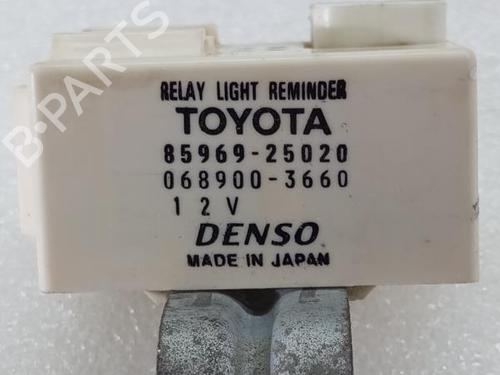 B-PARTS
RELAY LIGHT REMINDER
TOYOTA
85969-25020
068900-3660
12V
DENSO
MADE IN JAPAN